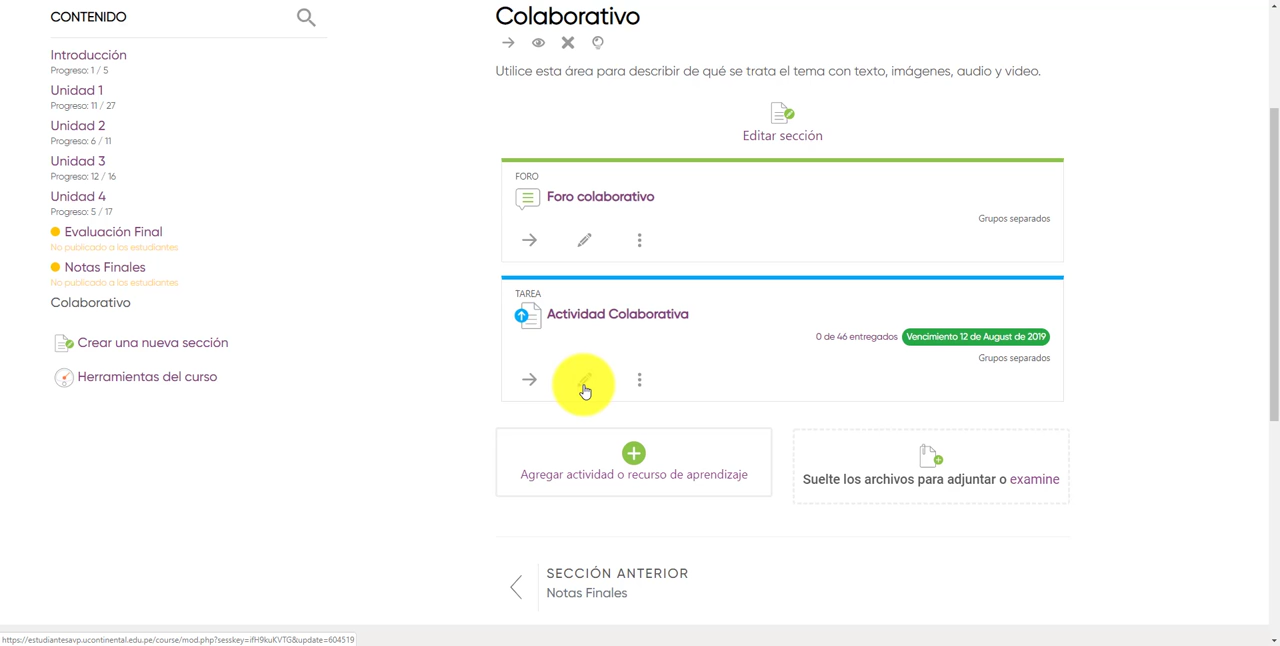 CONTENIDO
Introducción
Progreso: 1 / 5
Unidad 1
Progreso: 11 / 27
Unidad 2
Progreso: 6 / 11
Unidad 3
Progreso: 12 / 16
Unidad 4
Progreso: 5 / 17
Evaluación Final
No publicado a los estudiantes
Notas Finales
No publicado a los estudiantes
Colaborativo
Crear una nueva sección
Herramientas del curso
Colaborativo
Utilice esta área para describir de qué se trata el tema con texto, imágenes, audio y video.
Editar sección
FORO
Foro colaborativo
Grupos separados
TAREA
Actividad Colaborativa
0 de 46 entregados Vencimiento 12 de August de 2019
Grupos separados
Agregar actividad o recurso de aprendizaje
Suelte los archivos para adjuntar o examine
SECCIÓN ANTERIOR
Notas Finales
https://estudiantesavp.ucontinental.edu.pe/course/mod.php?sesskey=ifH9kuKVTG&update=604519